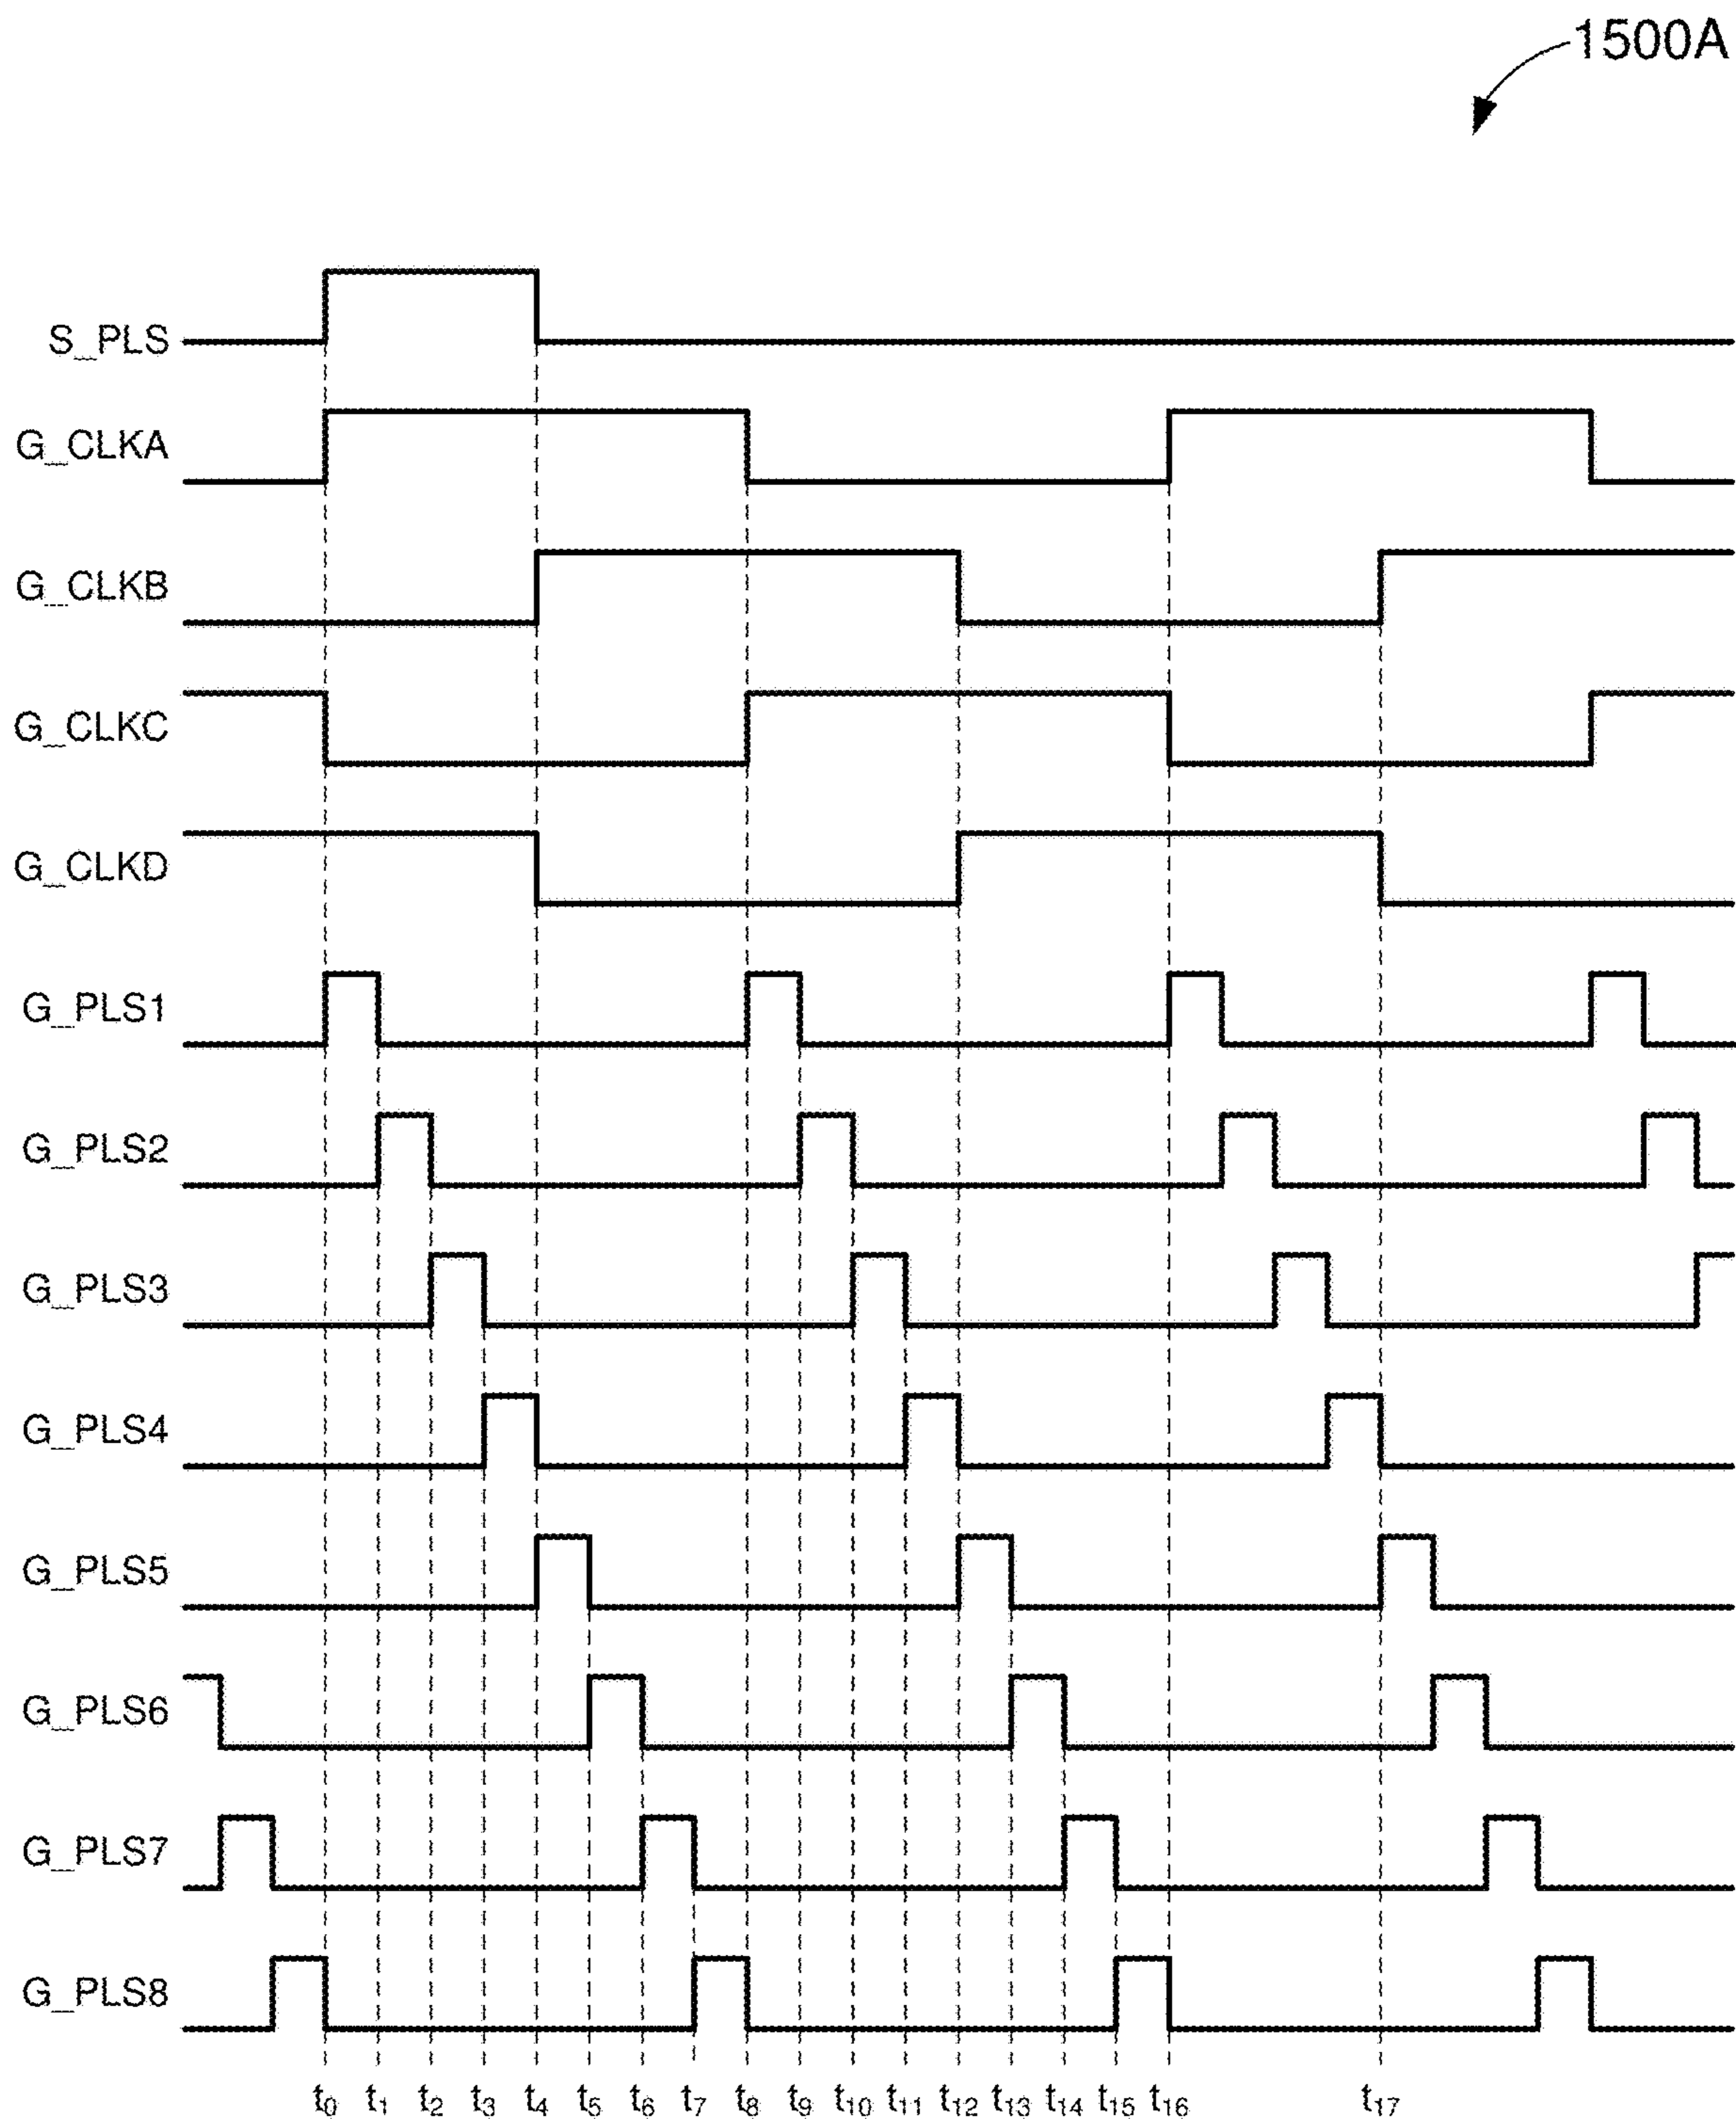 1500A
S_PLS
G_CLKA
G_CLKB
G_CLKC
G_CLKD
G_PLS1
G_PLS2
G_PLS3
G_PLS4
G_PLS5
G_PLS6
G_PLS7
G_PLS8
t0 t1 t2 t3 t4 t5 t6 t7 t8 t9 t10 t11 t12 t13 t14 t15 t16 t17